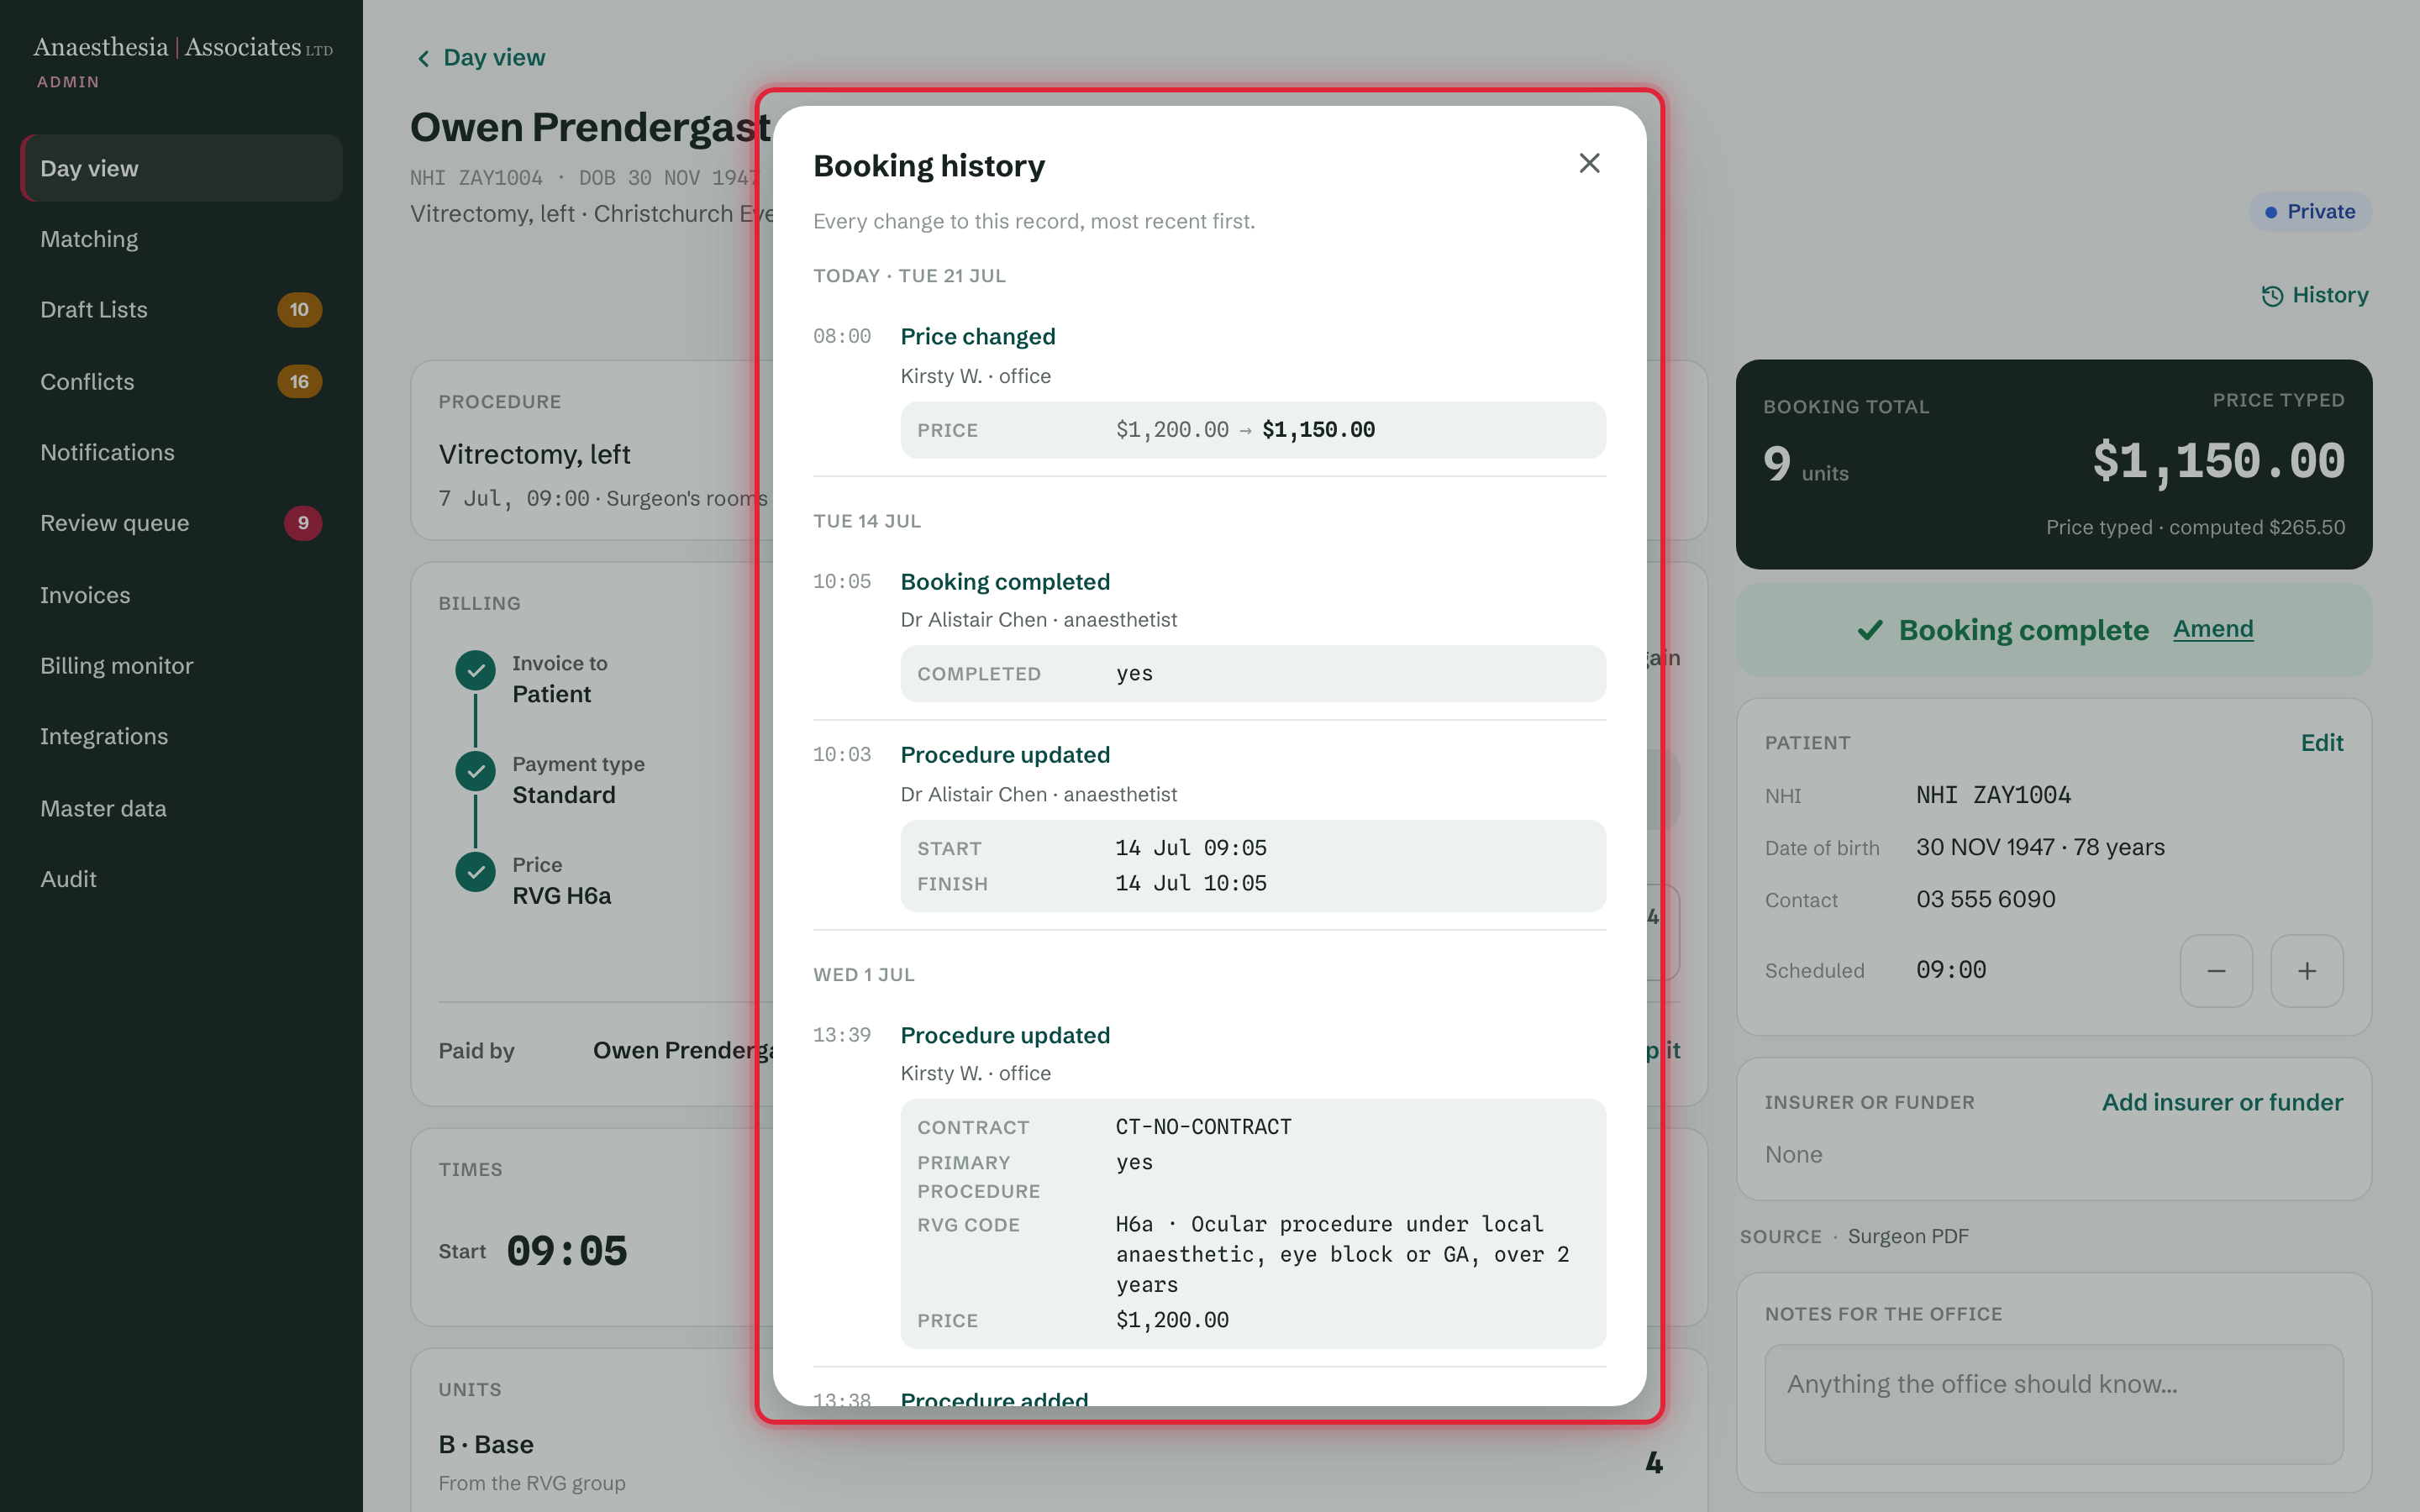 Anaesthesia | Associates LTD
ADMIN
Day view
Matching
Draft Lists 10
Conflicts 16
Notifications
Review queue 9
Invoices
Billing monitor
Integrations
Master data
Audit
Day view
Owen Prendergast
NHI ZAY1004 · DOB 30 NOV 1947
Vitrectomy, left · Christchurch Eye
Private
History
PROCEDURE
Vitrectomy, left
7 Jul, 09:00 · Surgeon's rooms
BILLING
Invoice to
Patient
Payment type
Standard
Price
RVG H6a
Paid by Owen Prenderga
TIMES
Start 09:05
UNITS
B · Base
From the RVG group
4
Booking history
Every change to this record, most recent first.
TODAY · TUE 21 JUL
08:00 Price changed
Kirsty W. · office
PRICE $1,200.00 → $1,150.00
TUE 14 JUL
10:05 Booking completed
Dr Alistair Chen · anaesthetist
COMPLETED yes
10:03 Procedure updated
Dr Alistair Chen · anaesthetist
START 14 Jul 09:05
FINISH 14 Jul 10:05
WED 1 JUL
13:39 Procedure updated
Kirsty W. · office
CONTRACT CT-NO-CONTRACT
PRIMARY PROCEDURE yes
RVG CODE H6a · Ocular procedure under local
anaesthetic, eye block or GA, over 2
years
PRICE $1,200.00
13:38 Procedure added
BOOKING TOTAL
PRICE TYPED
9 units
$1,150.00
Price typed · computed $265.50
Booking complete Amend
PATIENT Edit
NHI NHI ZAY1004
Date of birth 30 NOV 1947 · 78 years
Contact 03 555 6090
Scheduled 09:00 − +
INSURER OR FUNDER Add insurer or funder
None
SOURCE · Surgeon PDF
NOTES FOR THE OFFICE
Anything the office should know...